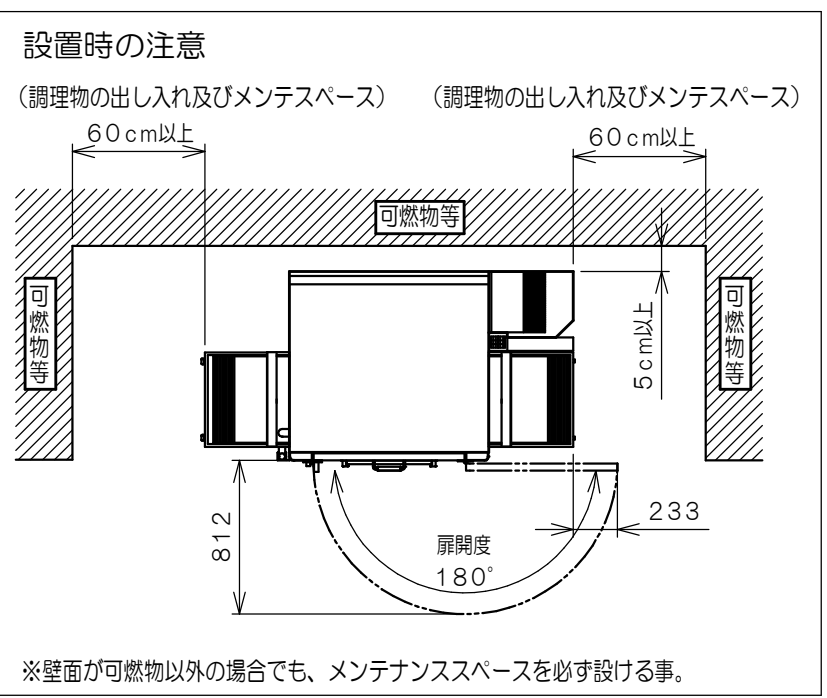 設置時の注意
（調理物の出し入れ及びメンテスペース）
（調理物の出し入れ及びメンテスペース）
６０ｃｍ以上
６０ｃｍ以上
可燃物等
可燃物等
可燃物等
５ｃｍ以上
８１２
２３３
扉開度
１８０°
※壁面が可燃物以外の場合でも、メンテナンススペースを必ず設ける事。